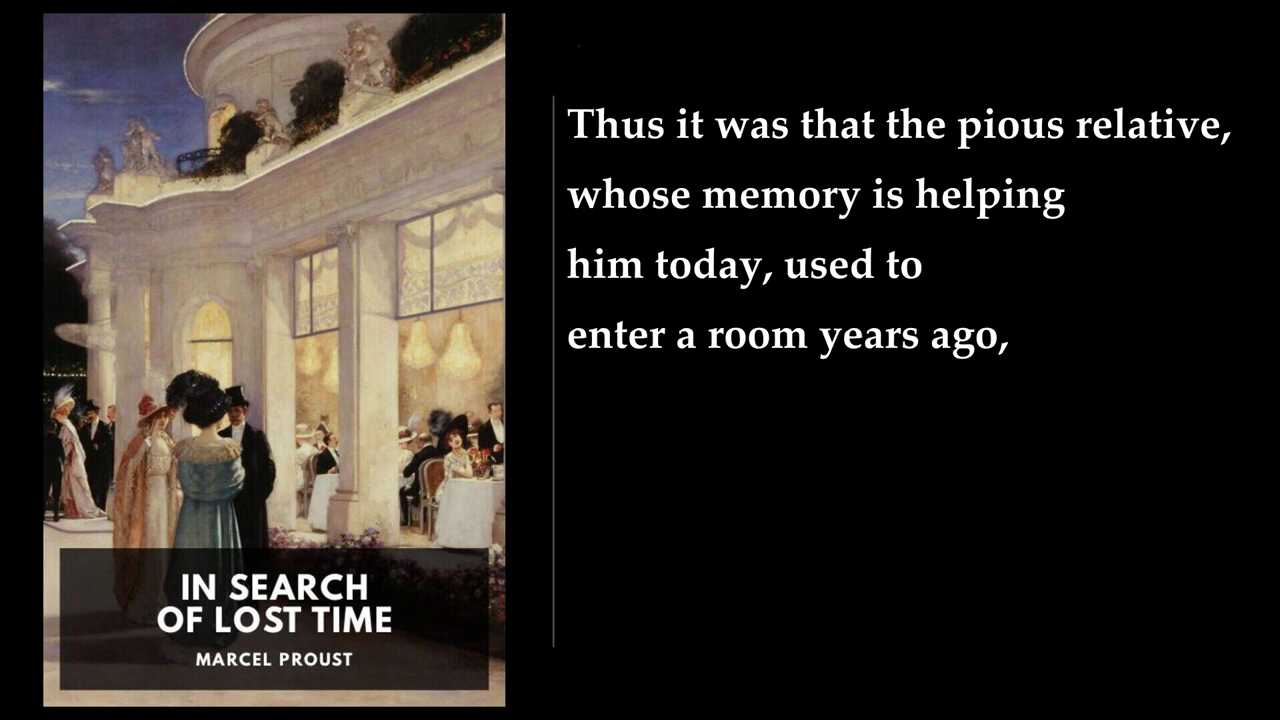 Thus it was that the pious relative,
whose memory is helping
him today, used to
enter a room years ago,
IN SEARCH
OF LOST TIME
MARCEL PROUST